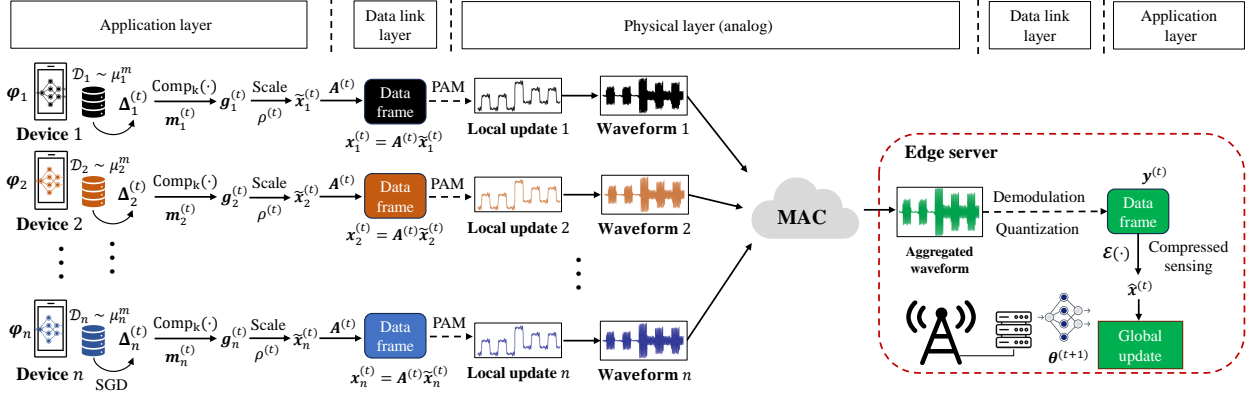 Application layer
Data link
layer
Physical layer (analog)
Data link
layer
Application
layer
φ₁
𝒟₁ ~ μ₁ᵐ
Δ₁⁽ᵗ⁾
Compₖ(·)
m₁⁽ᵗ⁾
g₁⁽ᵗ⁾
Scale
ρ⁽ᵗ⁾
x̃₁⁽ᵗ⁾
A⁽ᵗ⁾
Data
frame
PAM
Device 1
x₁⁽ᵗ⁾ = A⁽ᵗ⁾x̃₁⁽ᵗ⁾
Local update 1
Waveform 1
φ₂
𝒟₂ ~ μ₂ᵐ
Δ₂⁽ᵗ⁾
Compₖ(·)
m₂⁽ᵗ⁾
g₂⁽ᵗ⁾
Scale
ρ⁽ᵗ⁾
x̃₂⁽ᵗ⁾
A⁽ᵗ⁾
Data
frame
PAM
Device 2
x₂⁽ᵗ⁾ = A⁽ᵗ⁾x̃₂⁽ᵗ⁾
Local update 2
Waveform 2
φₙ
𝒟ₙ ~ μₙᵐ
Δₙ⁽ᵗ⁾
Compₖ(·)
mₙ⁽ᵗ⁾
gₙ⁽ᵗ⁾
Scale
ρ⁽ᵗ⁾
x̃ₙ⁽ᵗ⁾
A⁽ᵗ⁾
Data
frame
PAM
Device n
SGD
xₙ⁽ᵗ⁾ = A⁽ᵗ⁾x̃ₙ⁽ᵗ⁾
Local update n
Waveform n
MAC
Edge server
Aggregated
waveform
Demodulation
Quantization
y⁽ᵗ⁾
Data
frame
ℰ(·)
Compressed
sensing
x̂⁽ᵗ⁾
θ⁽ᵗ⁺¹⁾
Global
update